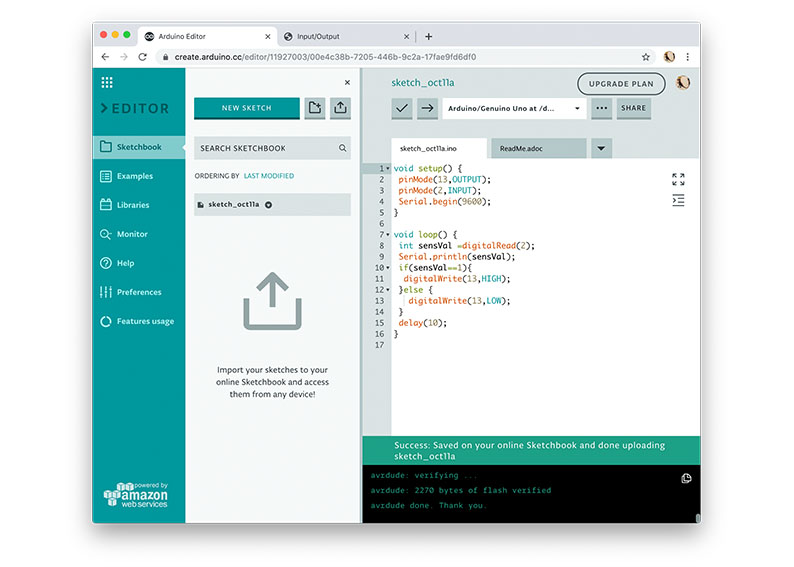 Arduino Editor
Input/Output
create.arduino.cc/editor/11927003/00e4c38b-7205-446b-9c2a-17fae9fd6df0
EDITOR
Sketchbook
Examples
Libraries
Monitor
Help
Preferences
Features usage
powered by
amazon
web services
NEW SKETCH
SEARCH SKETCHBOOK
ORDERING BY LAST MODIFIED
sketch_oct11a
Import your sketches to your
online Sketchbook and access
them from any device!
sketch_oct11a
UPGRADE PLAN
Arduino/Genuino Uno at /d...
SHARE
sketch_oct11a.ino
ReadMe.adoc
1 void setup() {
2 pinMode(13,OUTPUT);
3 pinMode(2,INPUT);
4 Serial.begin(9600);
5 }
6
7 void loop() {
8 int sensVal =digitalRead(2);
9 Serial.println(sensVal);
10 if(sensVal==1){
11 digitalWrite(13,HIGH);
12 }else {
13 digitalWrite(13,LOW);
14 }
15 delay(10);
16 }
17
Success: Saved on your online Sketchbook and done uploading
sketch_oct11a
avrdude: verifying ...
avrdude: 2270 bytes of flash verified
avrdude done. Thank you.